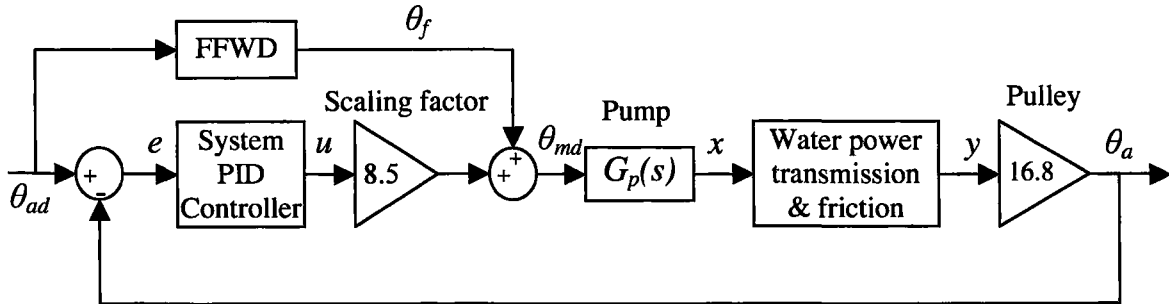 θf
FFWD
Scaling factor
Pump
Pulley
θad
+
-
e
System
PID
Controller
u
8.5
+
+
θmd
Gp(s)
x
Water power
transmission
& friction
y
16.8
θa